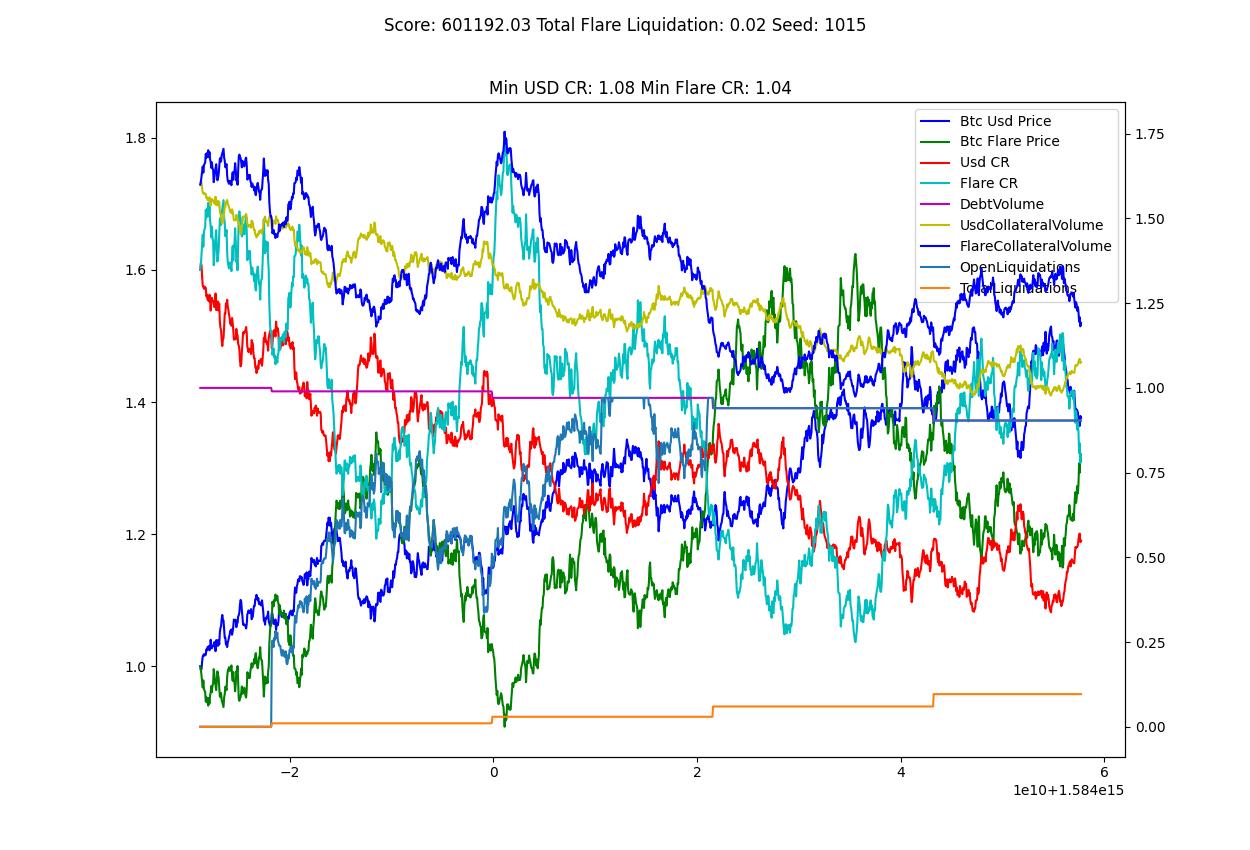 Score: 601192.03 Total Flare Liquidation: 0.02 Seed: 1015
Min USD CR: 1.08 Min Flare CR: 1.04
Btc Usd Price
Btc Flare Price
Usd CR
Flare CR
DebtVolume
UsdCollateralVolume
FlareCollateralVolume
OpenLiquidations
TotalLiquidations
1.8
1.6
1.4
1.2
1.0
1.75
1.50
1.25
1.00
0.75
0.50
0.25
0.00
−2
0
2
4
6
1e10+1.584e15